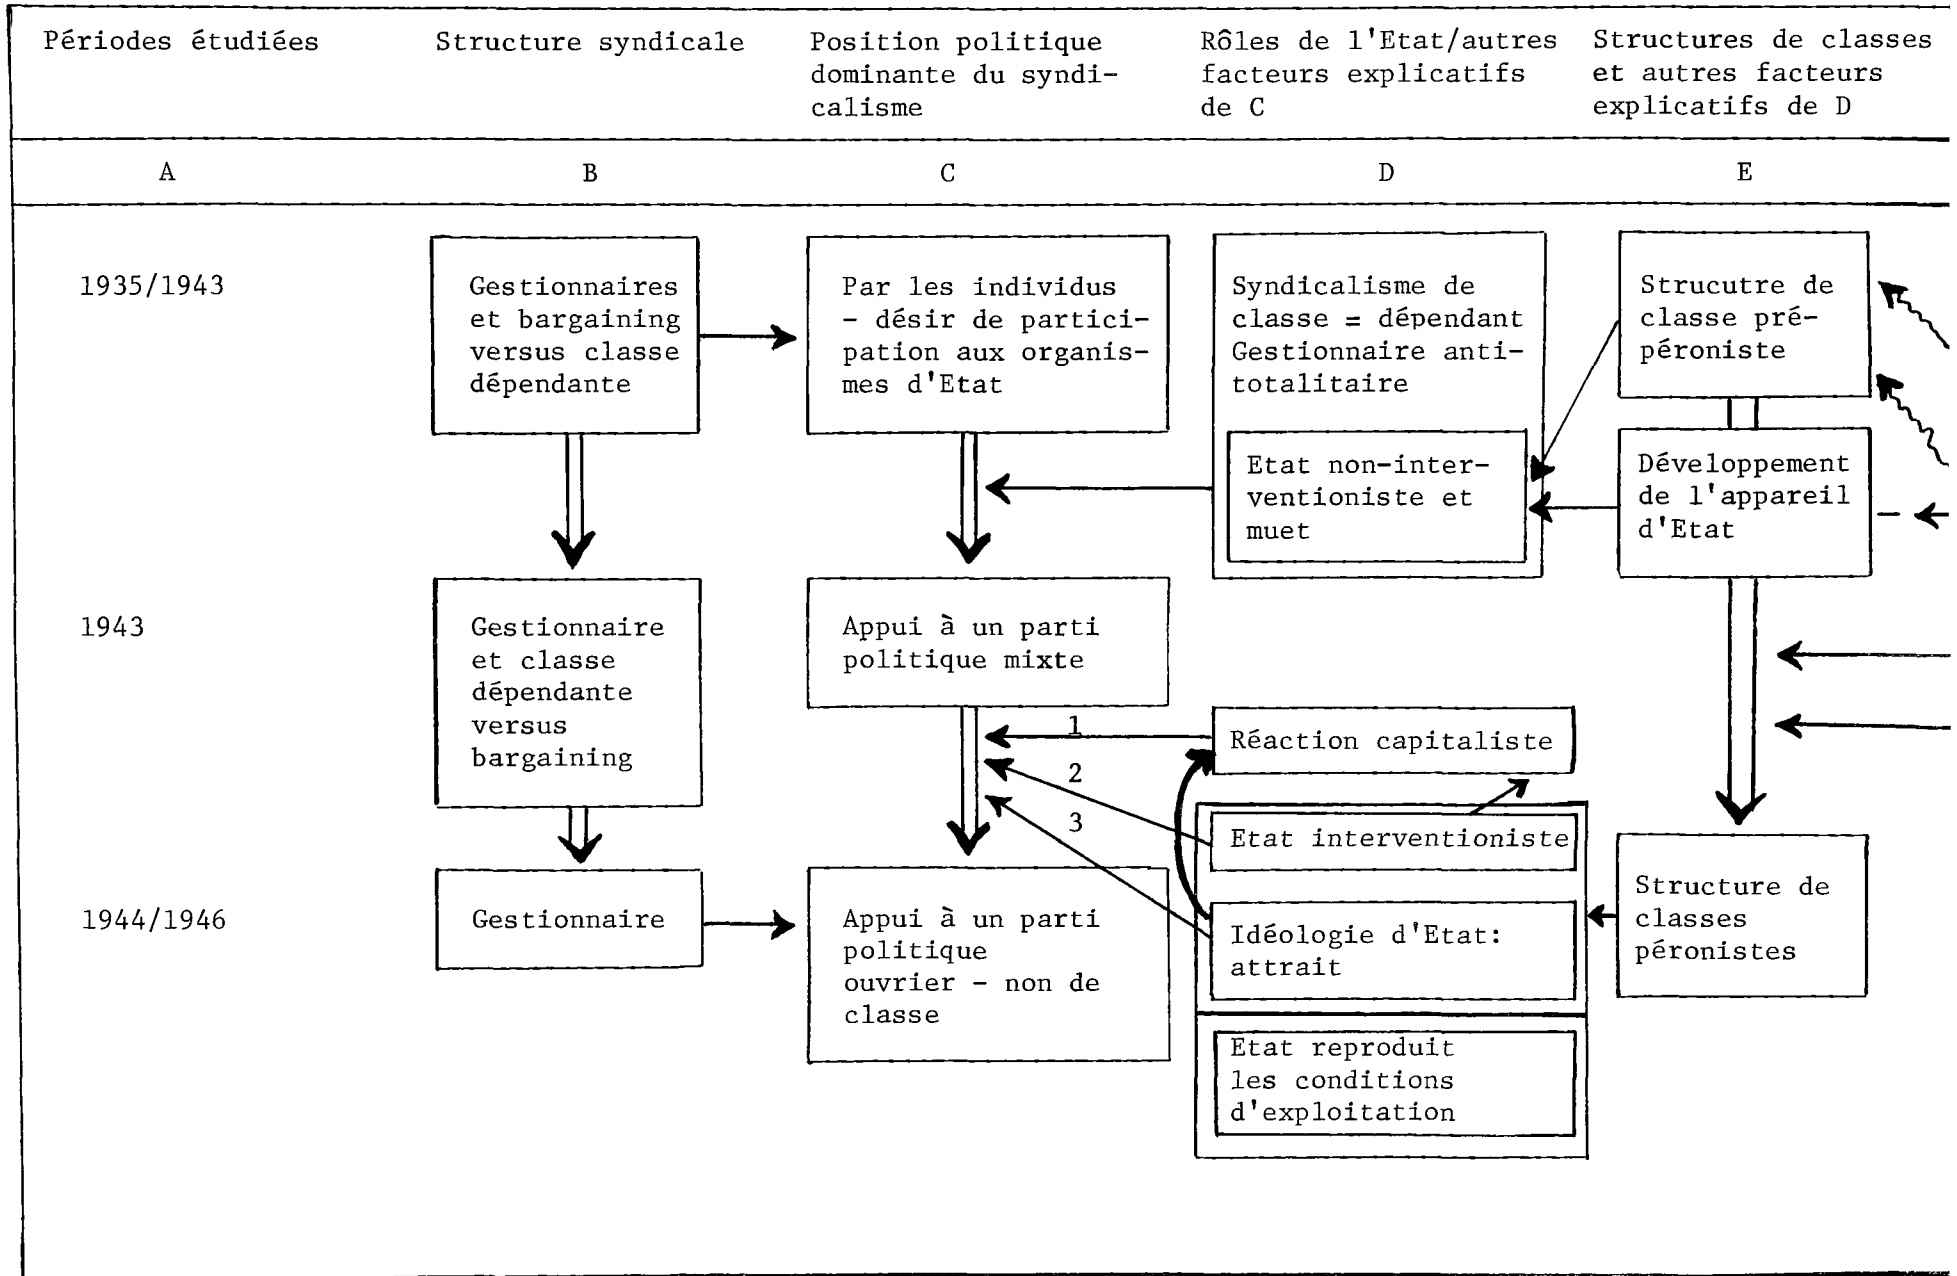 Périodes étudiées
Structure syndicale
Position politique
dominante du syndi-
calisme
Rôles de l'Etat/autres
facteurs explicatifs
de C
Structures de classes
et autres facteurs
explicatifs de D
A
B
C
D
E
1935/1943
Gestionnaires
et bargaining
versus classe
dépendante
Par les individus
- désir de partici-
pation aux organis-
mes d'Etat
Syndicalisme de
classe = dépendant
Gestionnaire anti-
totalitaire
Etat non-inter-
ventioniste et
muet
Strucutre de
classe pré-
péroniste
Développement
de l'appareil
d'Etat
1943
Gestionnaire
et classe
dépendante
versus
bargaining
Appui à un parti
politique mixte
1
2
3
Réaction capitaliste
Etat interventioniste
Idéologie d'Etat:
attrait
Etat reproduit
les conditions
d'exploitation
Structure de
classes
péronistes
1944/1946
Gestionnaire
Appui à un parti
politique
ouvrier - non de
classe